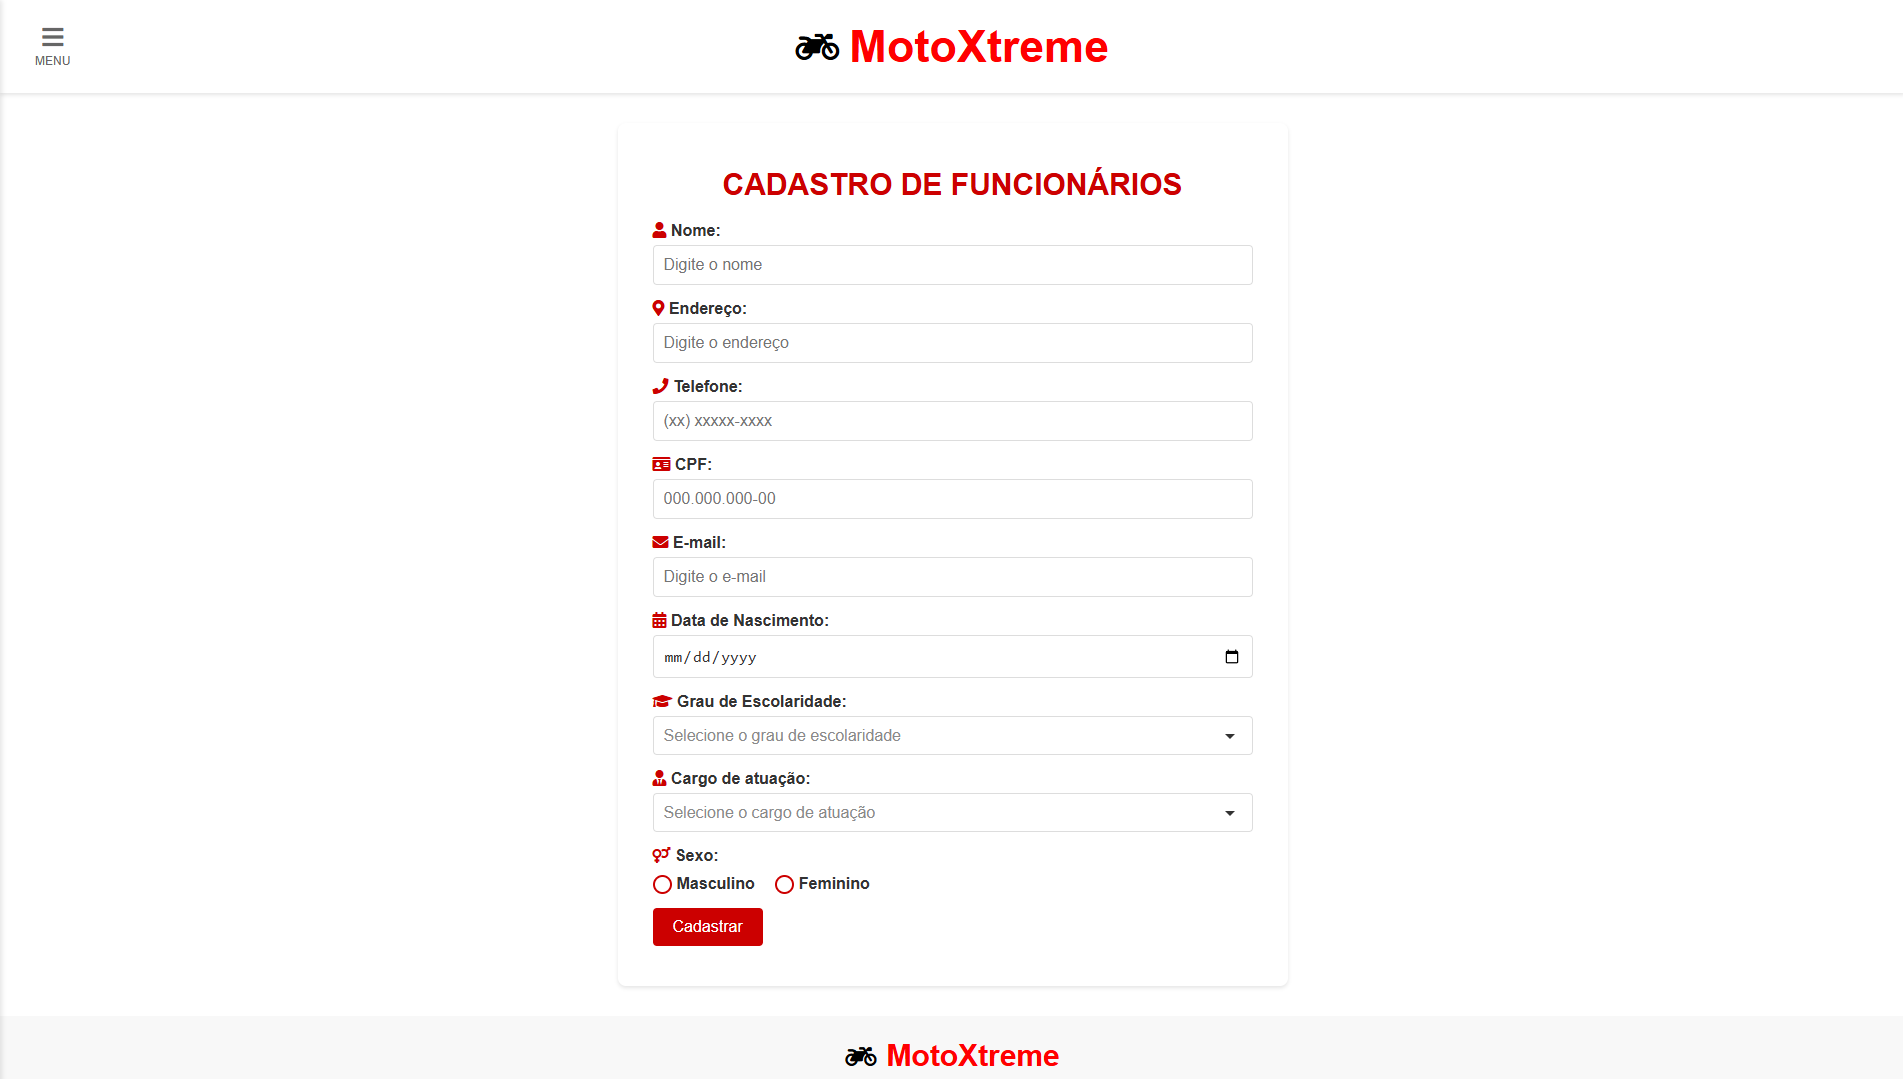 MENU
MotoXtreme
CADASTRO DE FUNCIONÁRIOS
Nome:
Digite o nome
Endereço:
Digite o endereço
Telefone:
(xx) xxxxx-xxxx
CPF:
000.000.000-00
E-mail:
Digite o e-mail
Data de Nascimento:
mm/dd/yyyy
Grau de Escolaridade:
Selecione o grau de escolaridade
Cargo de atuação:
Selecione o cargo de atuação
Sexo:
Masculino Feminino
Cadastrar
MotoXtreme